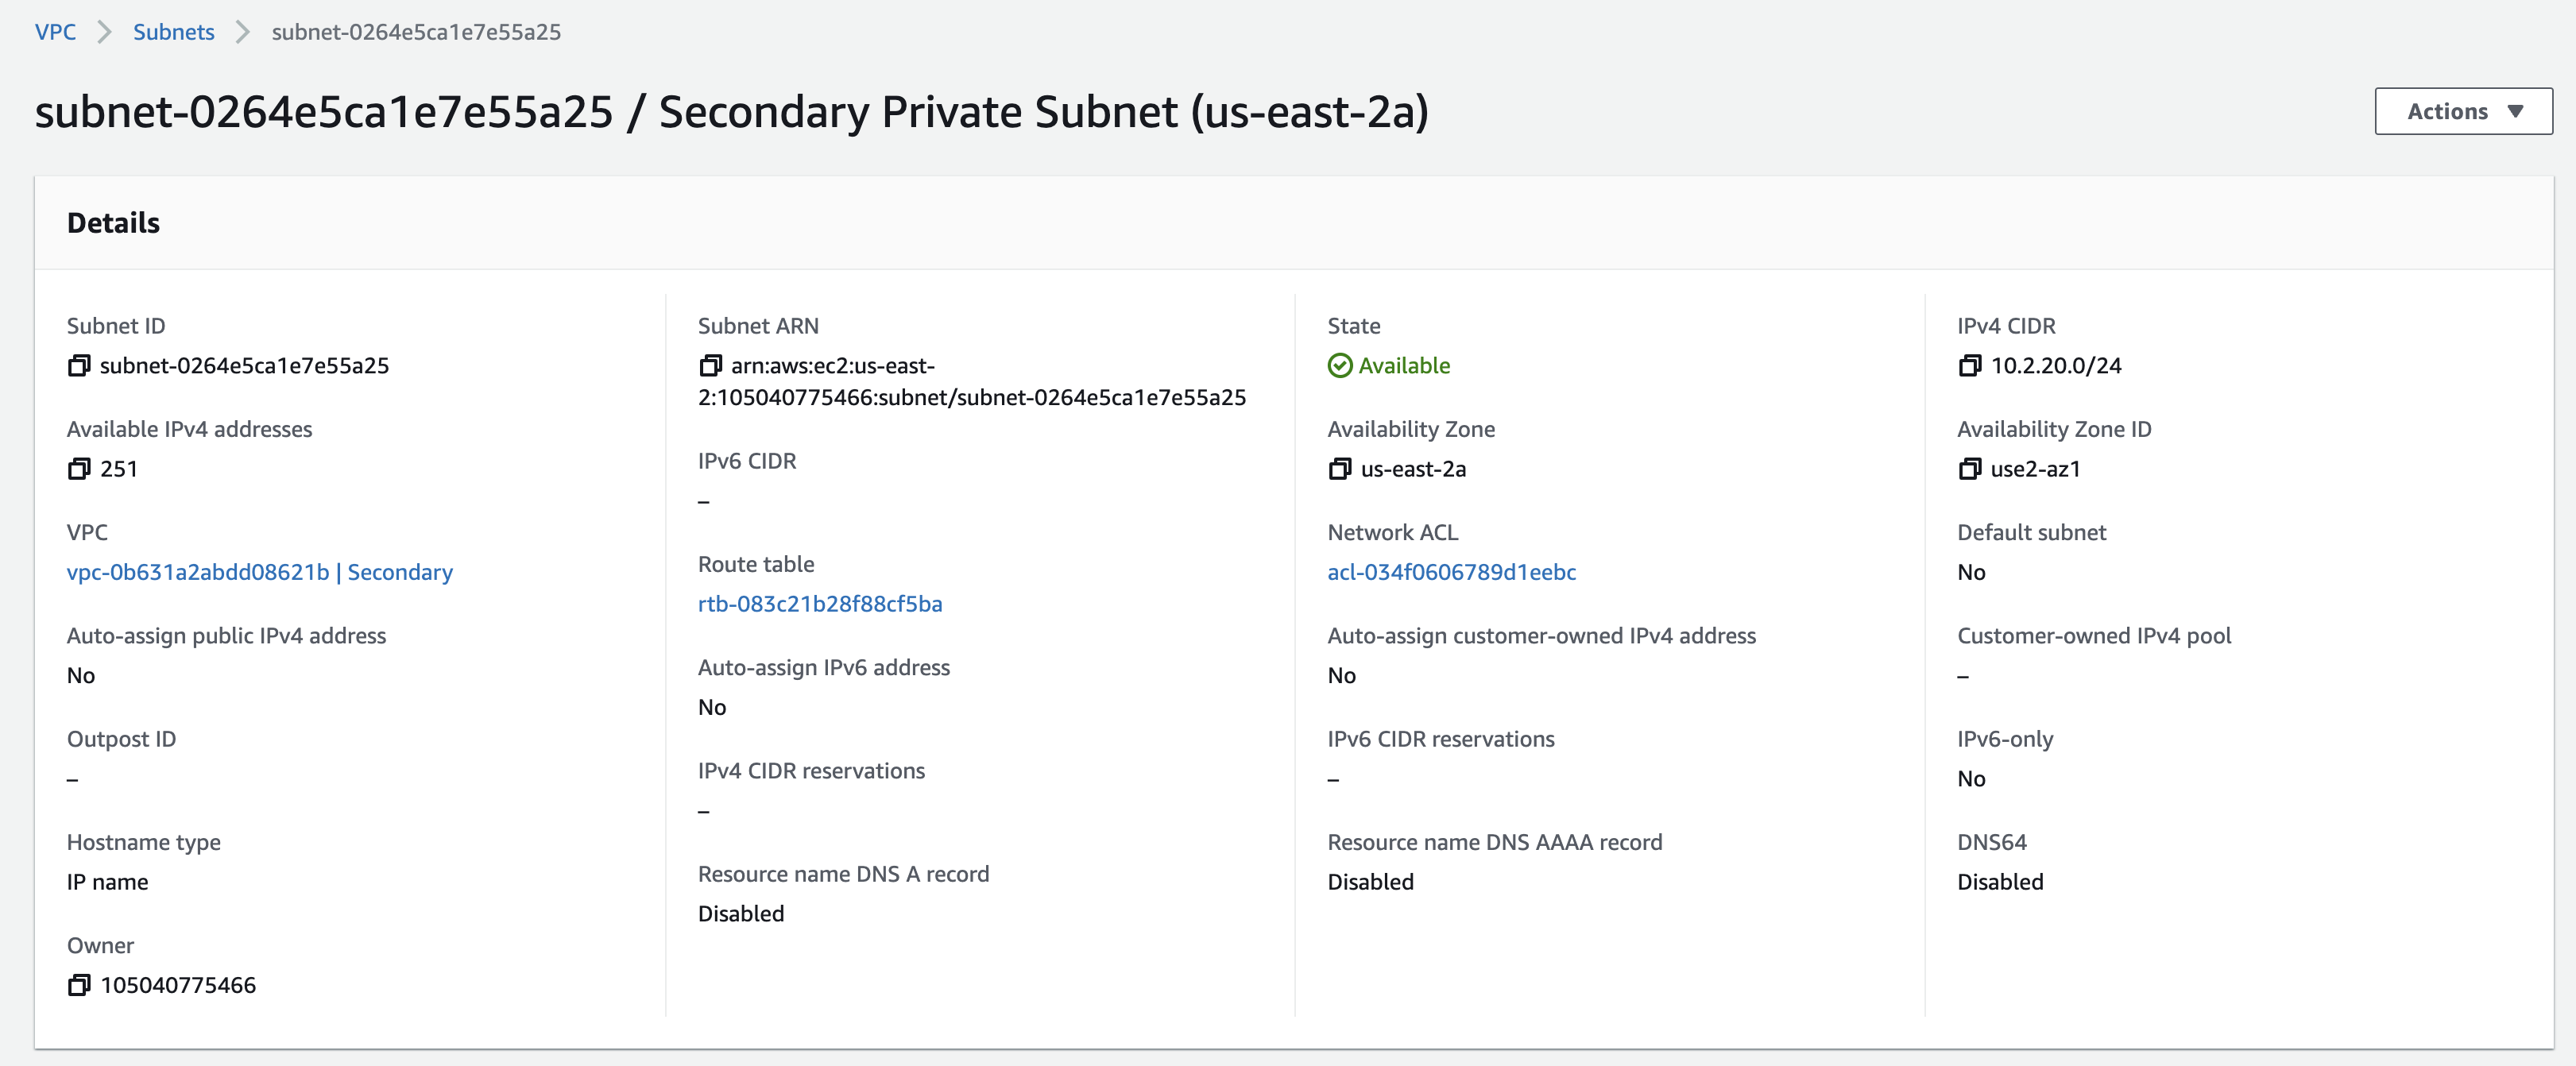 VPC > Subnets > subnet-0264e5ca1e7e55a25
subnet-0264e5ca1e7e55a25 / Secondary Private Subnet (us-east-2a)
Actions
Details
Subnet ID
subnet-0264e5ca1e7e55a25
Available IPv4 addresses
251
VPC
vpc-0b631a2abdd08621b | Secondary
Auto-assign public IPv4 address
No
Outpost ID
–
Hostname type
IP name
Owner
105040775466
Subnet ARN
arn:aws:ec2:us-east-
2:105040775466:subnet/subnet-0264e5ca1e7e55a25
IPv6 CIDR
–
Route table
rtb-083c21b28f88cf5ba
Auto-assign IPv6 address
No
IPv4 CIDR reservations
–
Resource name DNS A record
Disabled
State
Available
Availability Zone
us-east-2a
Network ACL
acl-034f0606789d1eebc
Auto-assign customer-owned IPv4 address
No
IPv6 CIDR reservations
–
Resource name DNS AAAA record
Disabled
IPv4 CIDR
10.2.20.0/24
Availability Zone ID
use2-az1
Default subnet
No
Customer-owned IPv4 pool
–
IPv6-only
No
DNS64
Disabled